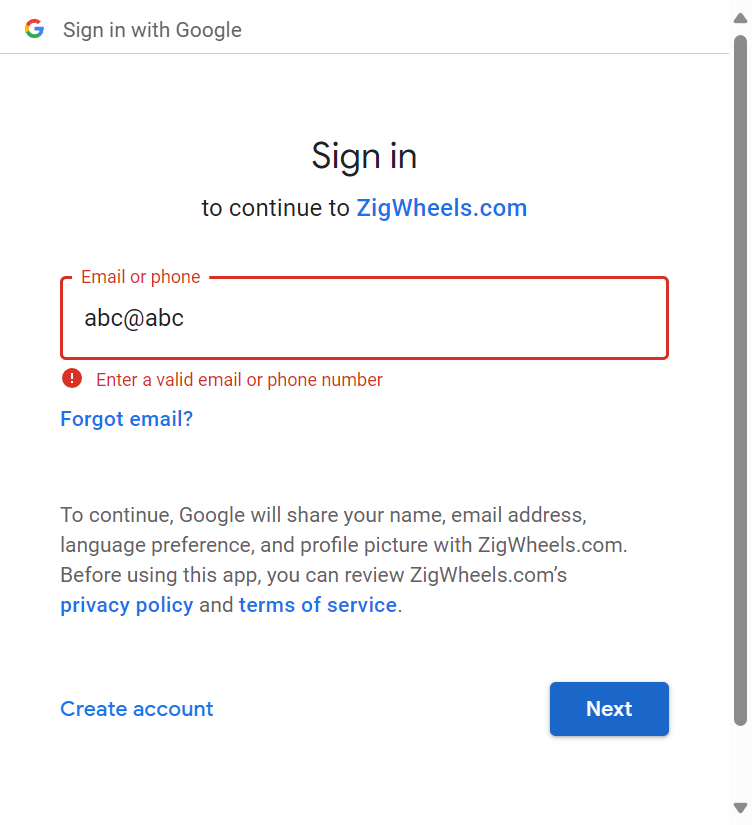 Sign in with Google
Sign in
to continue to ZigWheels.com
Email or phone
abc@abc
Enter a valid email or phone number
Forgot email?
To continue, Google will share your name, email address,
language preference, and profile picture with ZigWheels.com.
Before using this app, you can review ZigWheels.com’s
privacy policy and terms of service.
Create account
Next